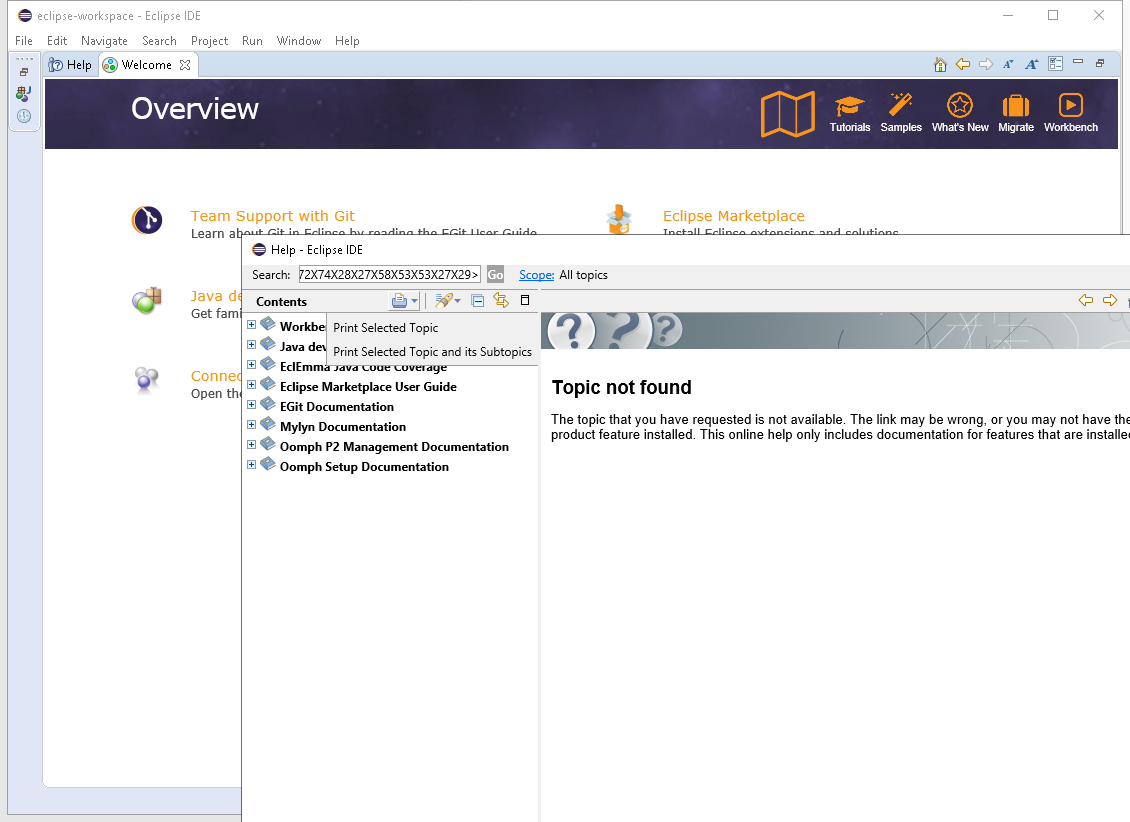 eclipse-workspace - Eclipse IDE
File Edit Navigate Search Project Run Window Help
Help Welcome
Overview
Tutorials Samples What's New Migrate Workbench
Team Support with Git
Learn about Git in Eclipse by reading the EGit User Guide
Eclipse Marketplace
Install Eclipse extensions and solutions
Java de
Get fami
Connec
Open the
Help - Eclipse IDE
Search: 72X74X28X27X58X53X53X27X29> Go Scope: All topics
Contents
Print Selected Topic
Print Selected Topic and its Subtopics
Workbe
Java dev
EclEmma Java Code Coverage
Eclipse Marketplace User Guide
EGit Documentation
Mylyn Documentation
Oomph P2 Management Documentation
Oomph Setup Documentation
Topic not found
The topic that you have requested is not available. The link may be wrong, or you may not have the
product feature installed. This online help only includes documentation for features that are installed